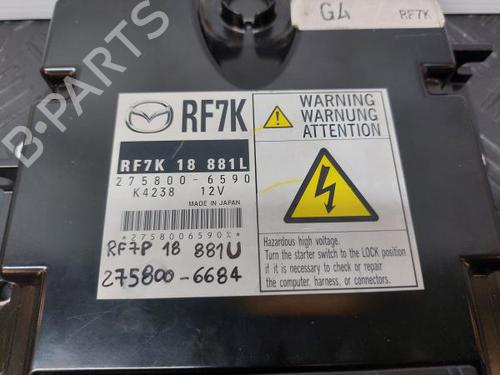 G4 RF7K
RF7K
RF7K 18 881L
275800-6590
K4238 12V
MADE IN JAPAN
*2758006590%*
RF7P 18 881U
275800-6684
WARNING
WARNUNG
ATTENTION
Hazardous high voltage.
Turn the starter switch to the LOCK position
if it is necessary to check or repair
the computer, harness, or connectors.
B-PARTS